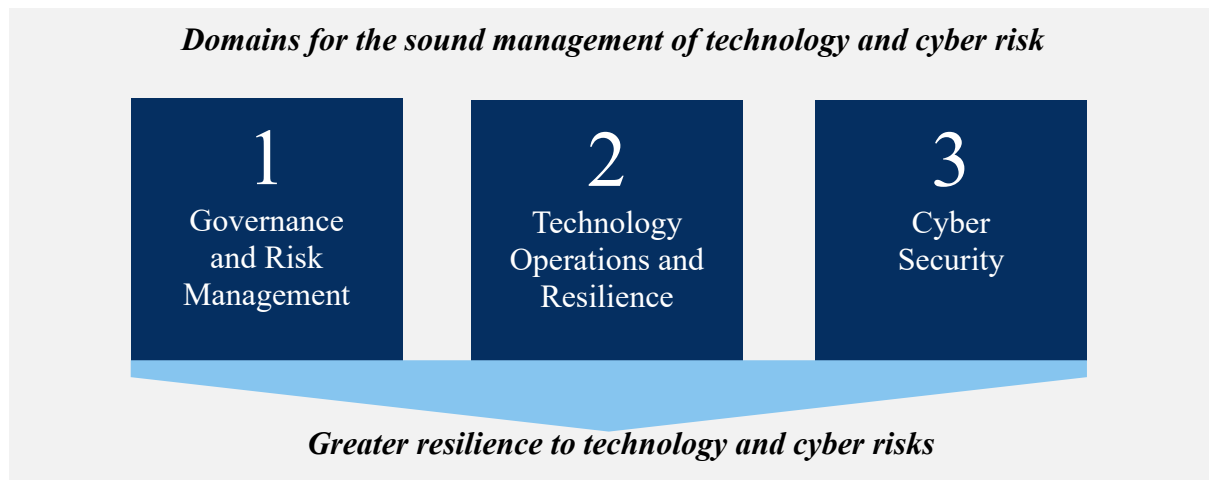 Domains for the sound management of technology and cyber risk
1
Governance
and Risk
Management
2
Technology
Operations and
Resilience
3
Cyber
Security
Greater resilience to technology and cyber risks